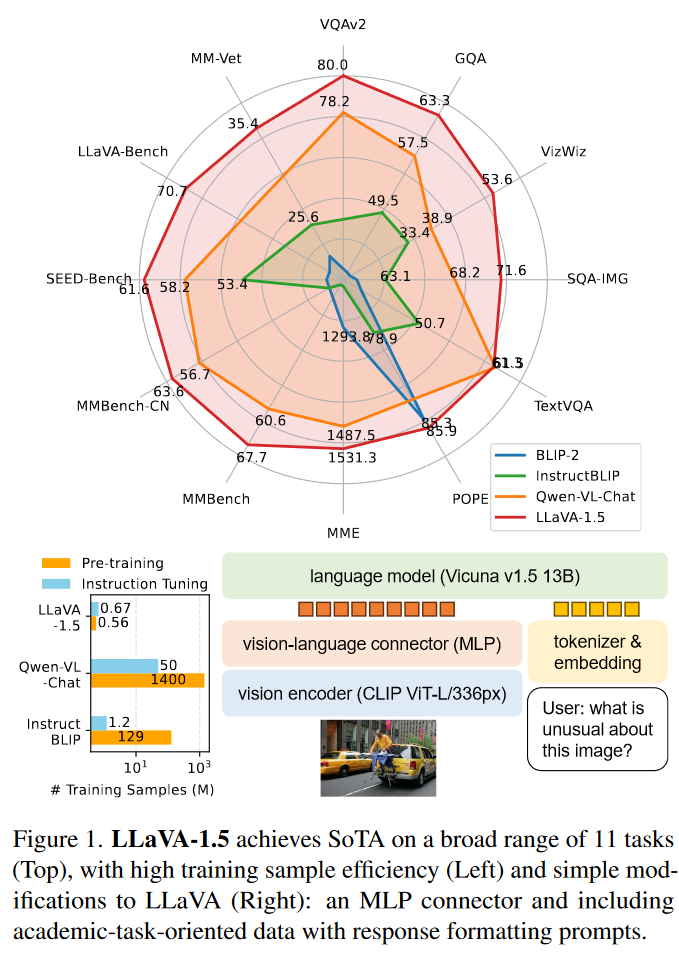 VQAv2
MM-Vet
GQA
80.0
78.2
63.3
35.4
57.5
LLaVA-Bench
VizWiz
70.7
53.6
25.6
49.5
38.9
33.4
SEED-Bench
61.6
58.2
53.4
63.1
68.2
71.6
SQA-IMG
50.7
1293.8
78.9
61.5
56.7
63.6
MMBench-CN
TextVQA
60.6
1487.5
85.3
85.9
67.7
1531.3
MMBench
POPE
MME
BLIP-2
InstructBLIP
Qwen-VL-Chat
LLaVA-1.5
Pre-training
Instruction Tuning
LLaVA
-1.5
0.67
0.56
Qwen-VL
-Chat
50
1400
Instruct
BLIP
1.2
129
10¹
10³
# Training Samples (M)
language model (Vicuna v1.5 13B)
vision-language connector (MLP)
tokenizer &
embedding
vision encoder (CLIP ViT-L/336px)
User: what is
unusual about
this image?
Figure 1. LLaVA-1.5 achieves SoTA on a broad range of 11 tasks
(Top), with high training sample efficiency (Left) and simple mod-
ifications to LLaVA (Right): an MLP connector and including
academic-task-oriented data with response formatting prompts.